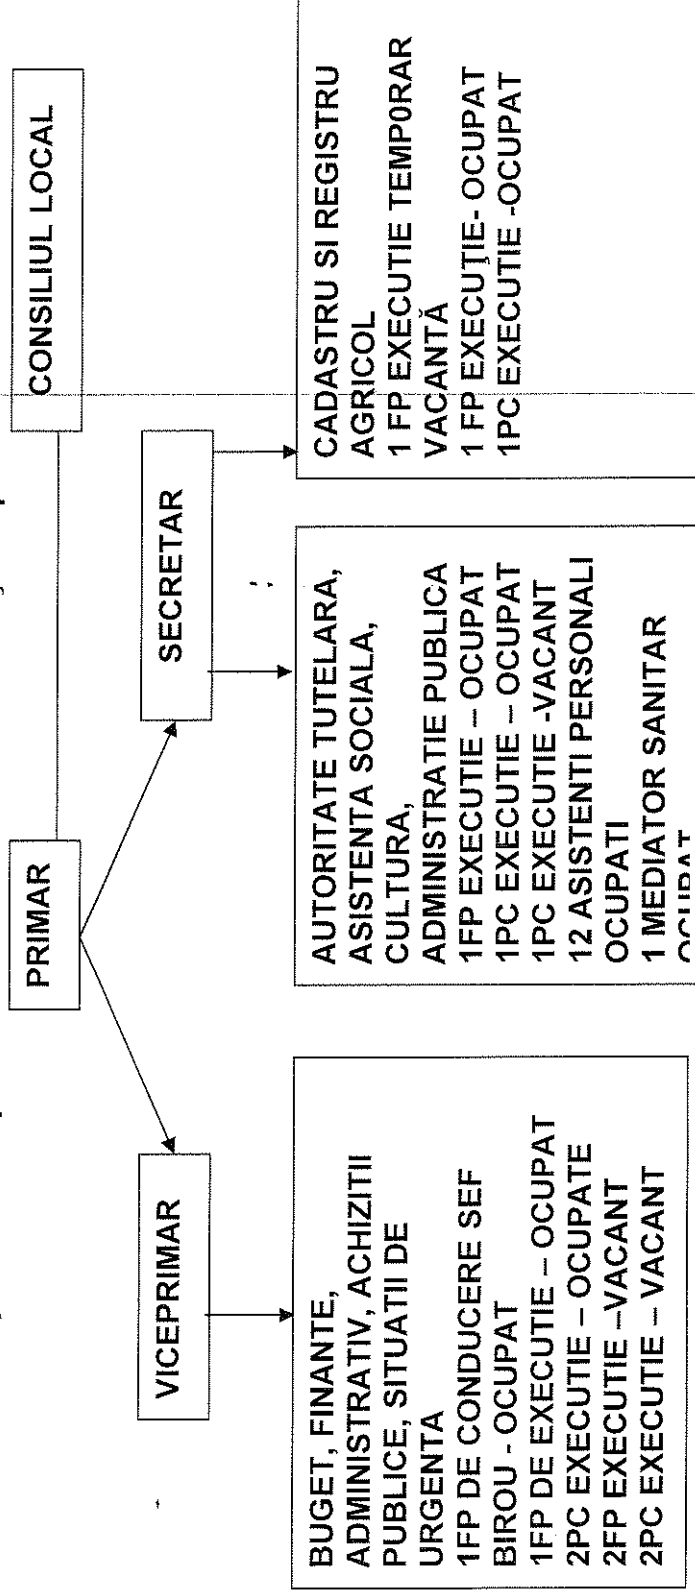 CONSILIUL LOCAL
PRIMAR
VICEPRIMAR
SECRETAR
BUGET, FINANTE,
ADMINISTRATIV, ACHIZITII
PUBLICE, SITUATII DE
URGENTA
1FP DE CONDUCERE SEF
BIROU - OCUPAT
1FP DE EXECUTIE – OCUPAT
2PC EXECUTIE – OCUPATE
2FP EXECUTIE –VACANT
2PC EXECUTIE – VACANT
AUTORITATE TUTELARA,
ASISTENTA SOCIALA,
CULTURA,
ADMINISTRATIE PUBLICA
1FP EXECUTIE – OCUPAT
1PC EXECUTIE – OCUPAT
1PC EXECUTIE -VACANT
12 ASISTENTI PERSONALI
OCUPATI
1 MEDIATOR SANITAR
OCUPAT
CADASTRU SI REGISTRU
AGRICOL
1 FP EXECUTIE TEMP0RAR
VACANTĂ
1 FP EXECUŢIE- OCUPAT
1PC EXECUTIE -OCUPAT